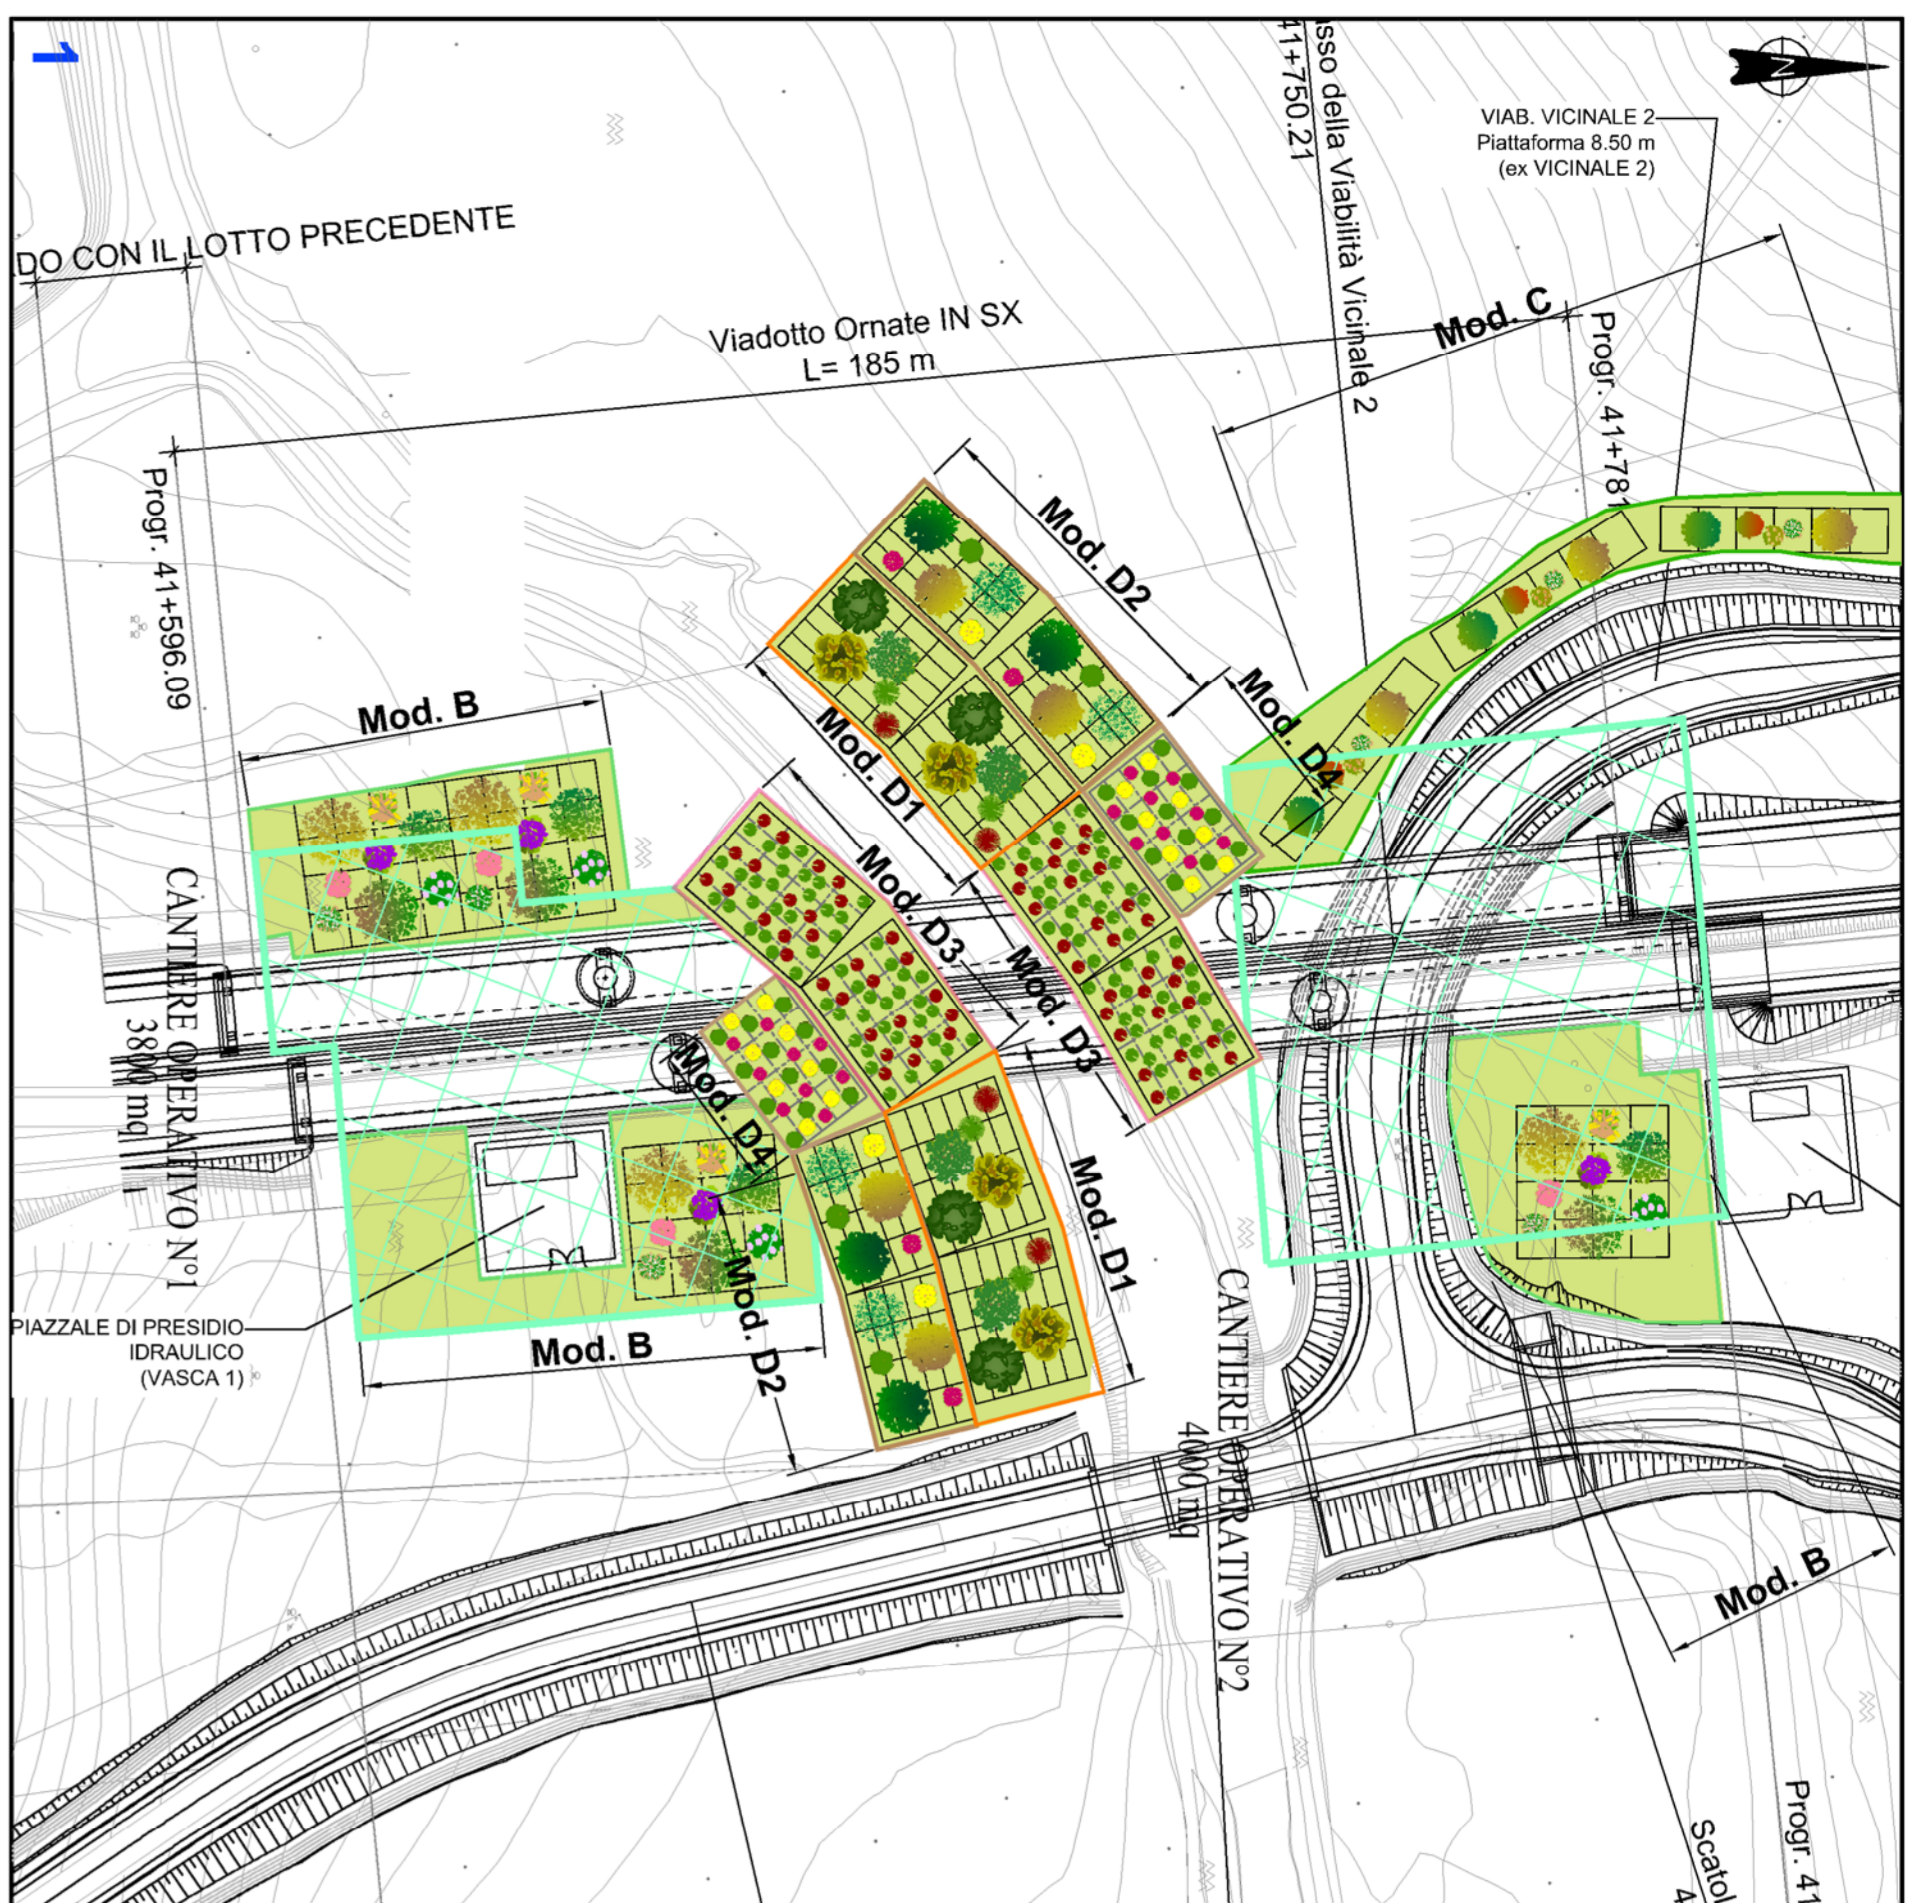 1
N
asso della Viabilità Vicinale 2
41+750.21
VIAB. VICINALE 2
Piattaforma 8.50 m
(ex VICINALE 2)
DO CON IL LOTTO PRECEDENTE
Viadotto Ornate IN SX
L= 185 m
Mod. C
Progr. 41+781
Progr. 41+596.09
Mod. D2
Mod. B
Mod. D1
Mod. D4
Mod. D3
Mod. D3
CANTIERE OPERATIVO N°1
3800 mq
Mod. D4
Mod. D1
Mod. D2
PIAZZALE DI PRESIDIO
IDRAULICO
(VASCA 1)
Mod. B
CANTIERE OPERATIVO N°2
4000 mq
Mod. B
Progr. 41
Scatol
4